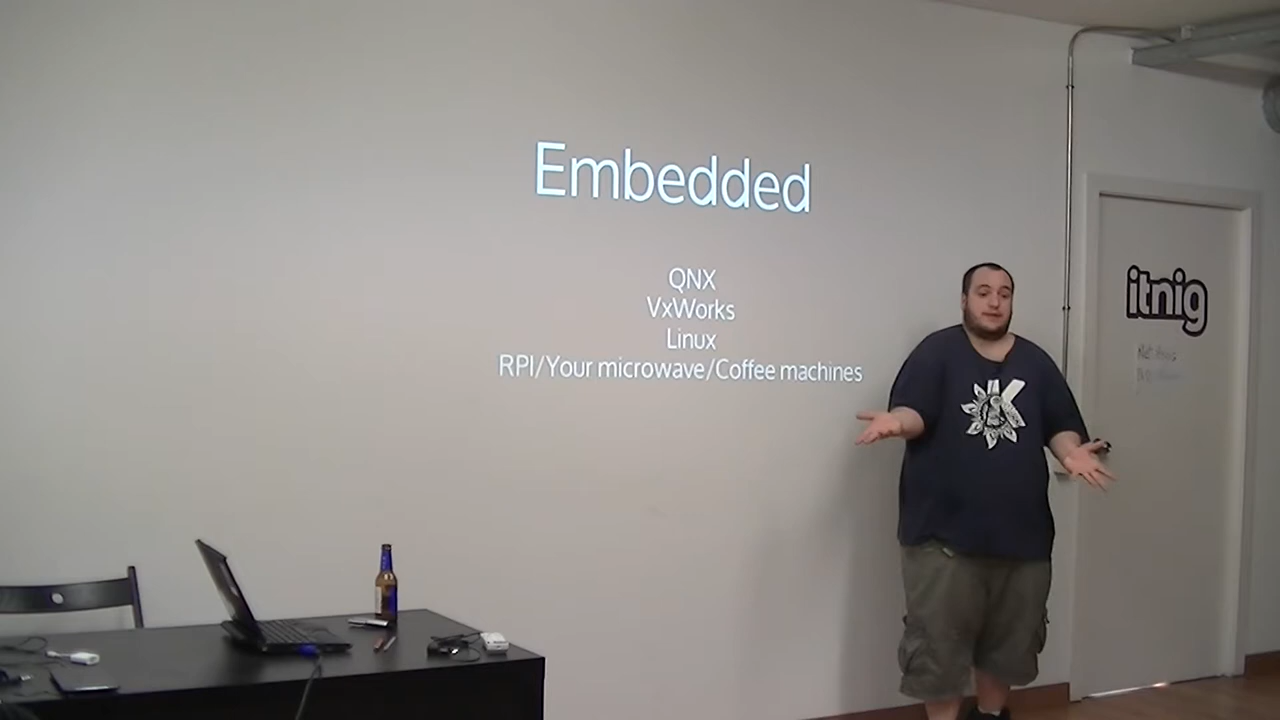 Embedded
QNX
VxWorks
Linux
RPI/Your microwave/Coffee machines
itnig
K